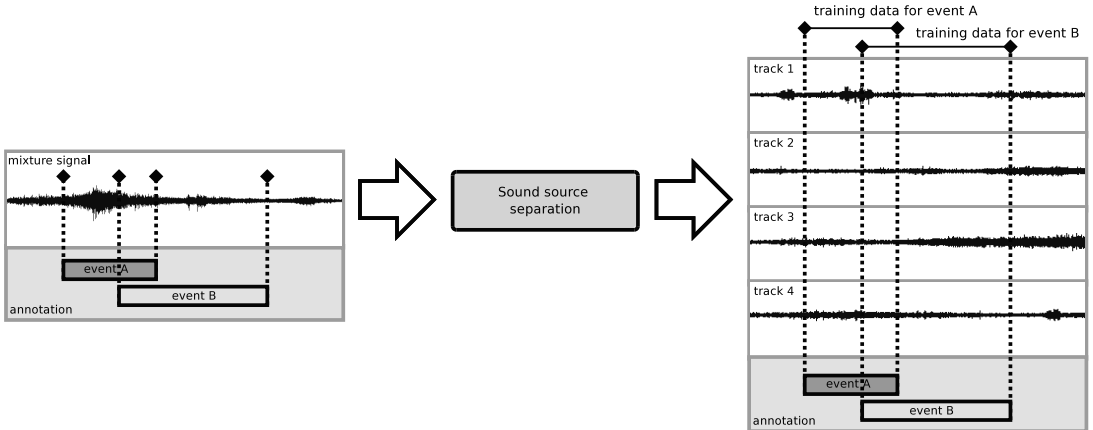 mixture signal
event A
event B
annotation
Sound source
separation
training data for event A
training data for event B
track 1
track 2
track 3
track 4
event A
event B
annotation